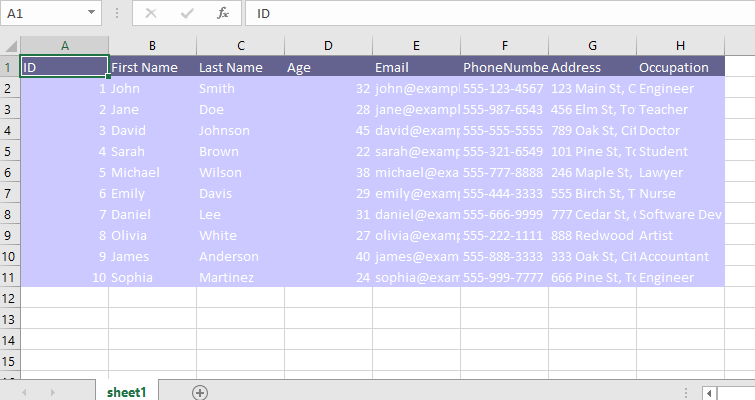 A1 fx ID
A B C D E F G H
1 ID First Name Last Name Age Email PhoneNumbe Address Occupation
2 1 John Smith 32 john@exampl 555-123-4567 123 Main St, C Engineer
3 2 Jane Doe 28 jane@exampl 555-987-6543 456 Elm St, To Teacher
4 3 David Johnson 45 david@examp 555-555-5555 789 Oak St, Cit Doctor
5 4 Sarah Brown 22 sarah@examp 555-321-6549 101 Pine St, To Student
6 5 Michael Wilson 38 michael@exa 555-777-8888 246 Maple St, Lawyer
7 6 Emily Davis 29 emily@examp 555-444-3333 555 Birch St, T Nurse
8 7 Daniel Lee 31 daniel@exam 555-666-9999 777 Cedar St, Software Dev
9 8 Olivia White 27 olivia@exam 555-222-1111 888 Redwood Artist
10 9 James Anderson 40 james@exam 555-888-3333 333 Oak St, Cit Accountant
11 10 Sophia Martinez 24 sophia@exam 555-999-7777 666 Pine St, To Engineer
12
13
14
15
sheet1